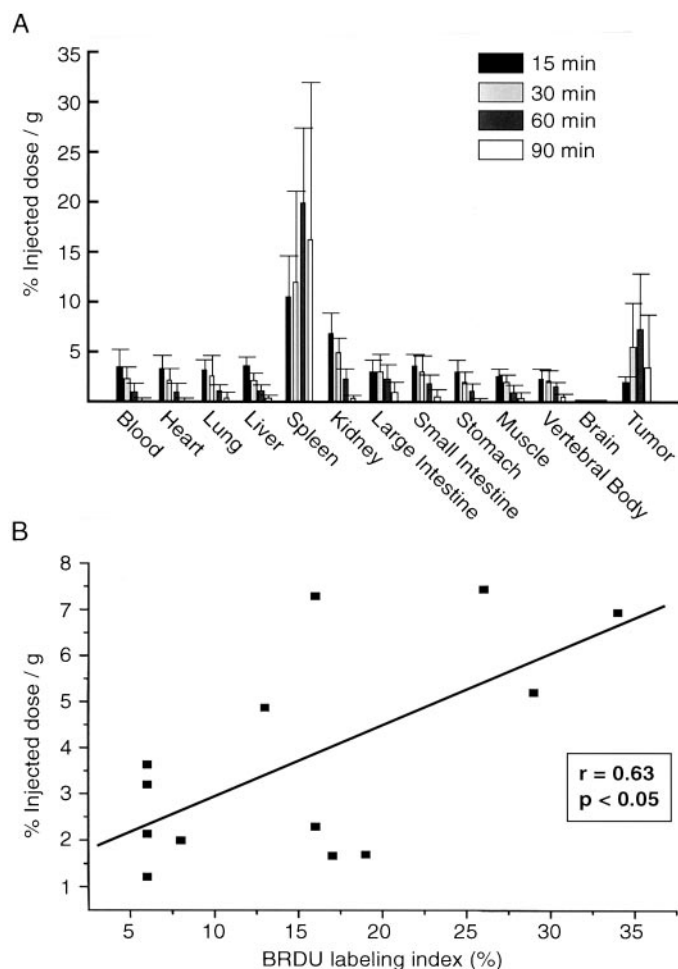 A
% Injected dose / g
35
30
25
20
15
10
5
15 min
30 min
60 min
90 min
Blood
Heart
Lung
Liver
Spleen
Kidney
Large Intestine
Small Intestine
Stomach
Muscle
Vertebral Body
Brain
Tumor
B
% Injected dose / g
8
7
6
5
4
3
2
1
r = 0.63
p < 0.05
5 10 15 20 25 30 35
BRDU labeling index (%)